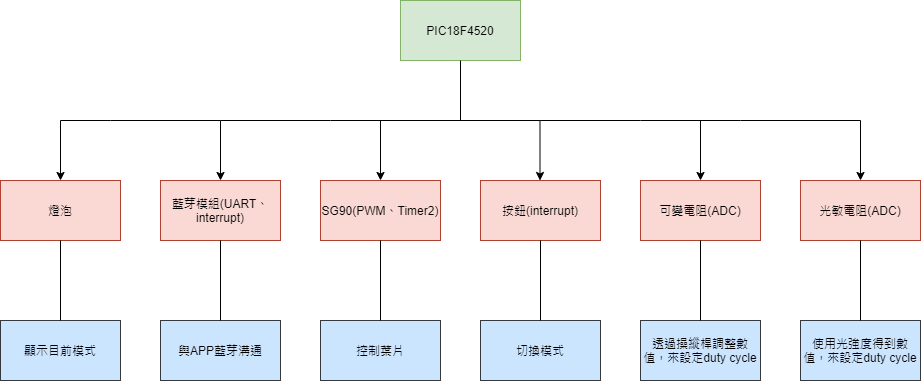 PIC18F4520
燈泡
藍芽模組(UART、
interrupt)
SG90(PWM、Timer2)
按鈕(interrupt)
可變電阻(ADC)
光敏電阻(ADC)
顯示目前模式
與APP藍芽溝通
控制葉片
切換模式
透過操縱桿調整數
值，來設定duty cycle
使用光強度得到數
值，來設定duty cycle